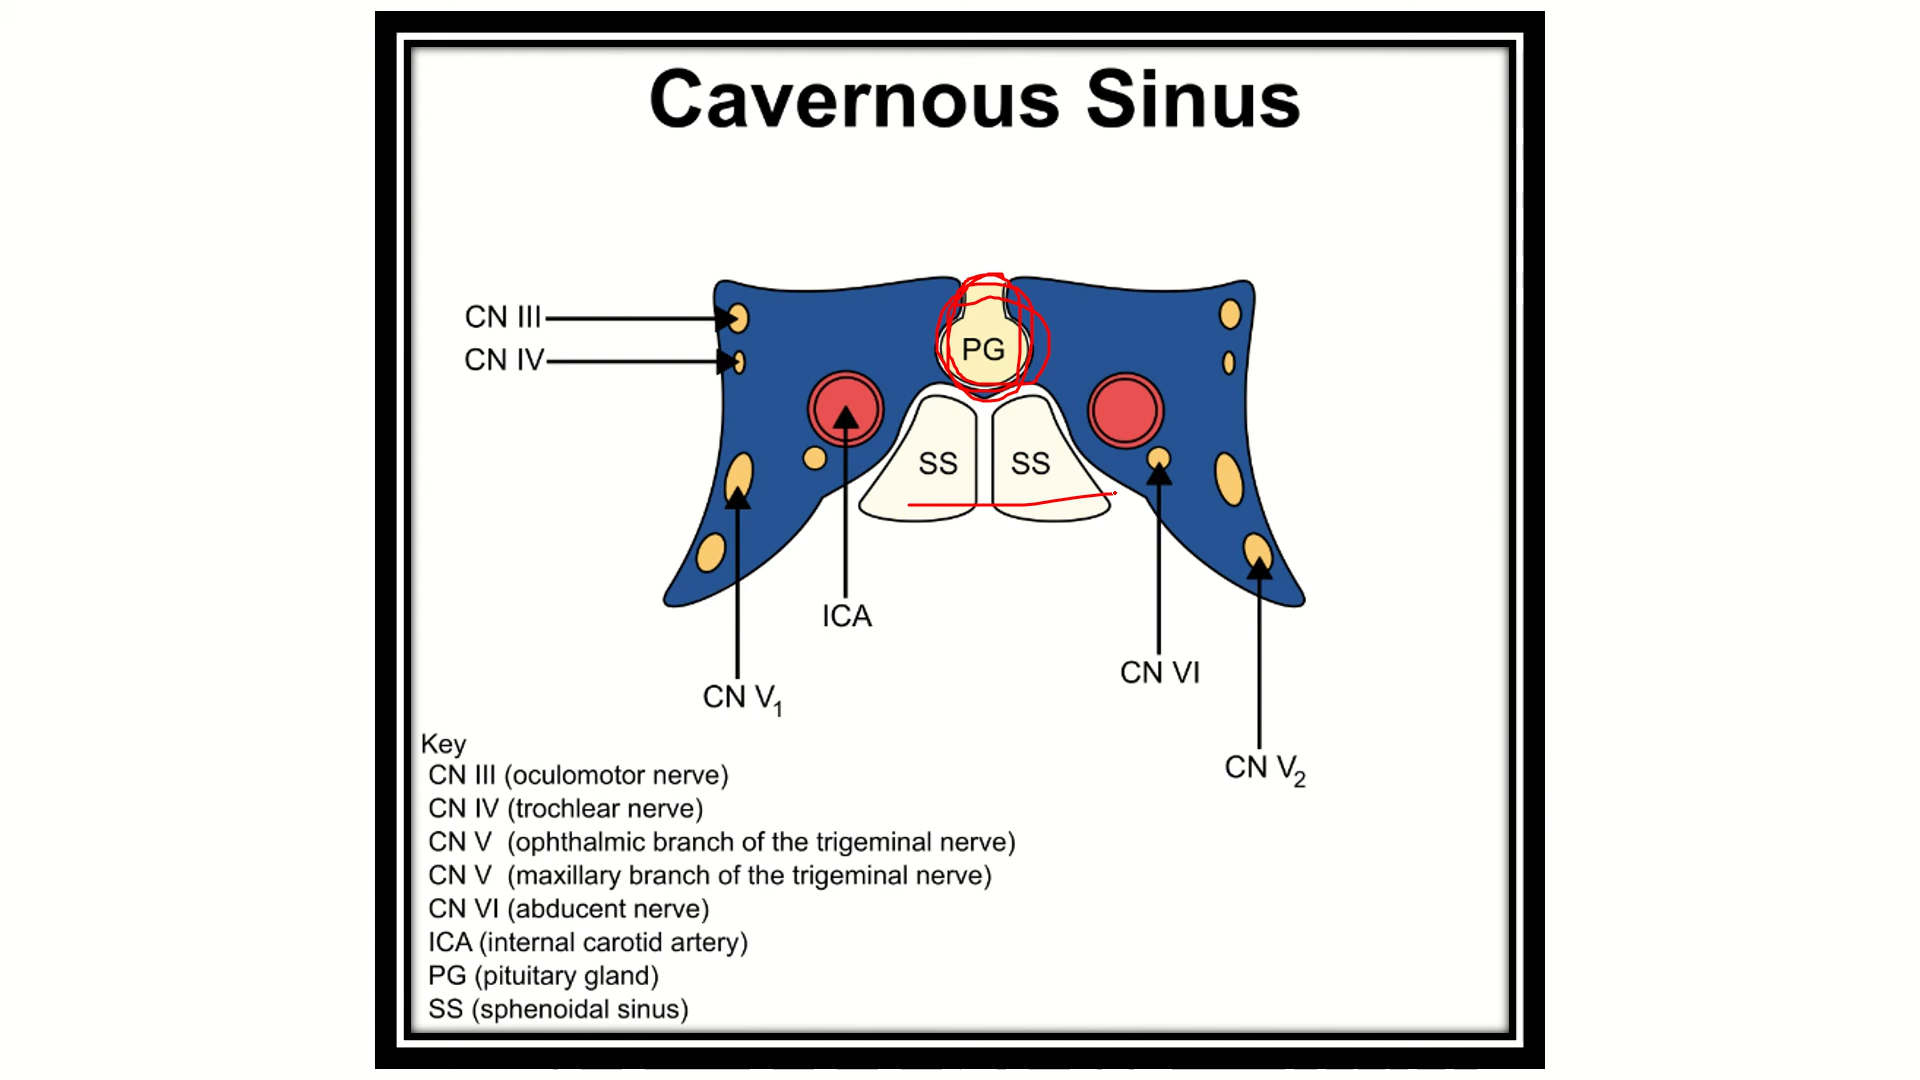 Cavernous Sinus
CN III
CN IV
PG
SS SS
ICA
CN VI
CN V1
CN V2
Key
CN III (oculomotor nerve)
CN IV (trochlear nerve)
CN V (ophthalmic branch of the trigeminal nerve)
CN V (maxillary branch of the trigeminal nerve)
CN VI (abducent nerve)
ICA (internal carotid artery)
PG (pituitary gland)
SS (sphenoidal sinus)